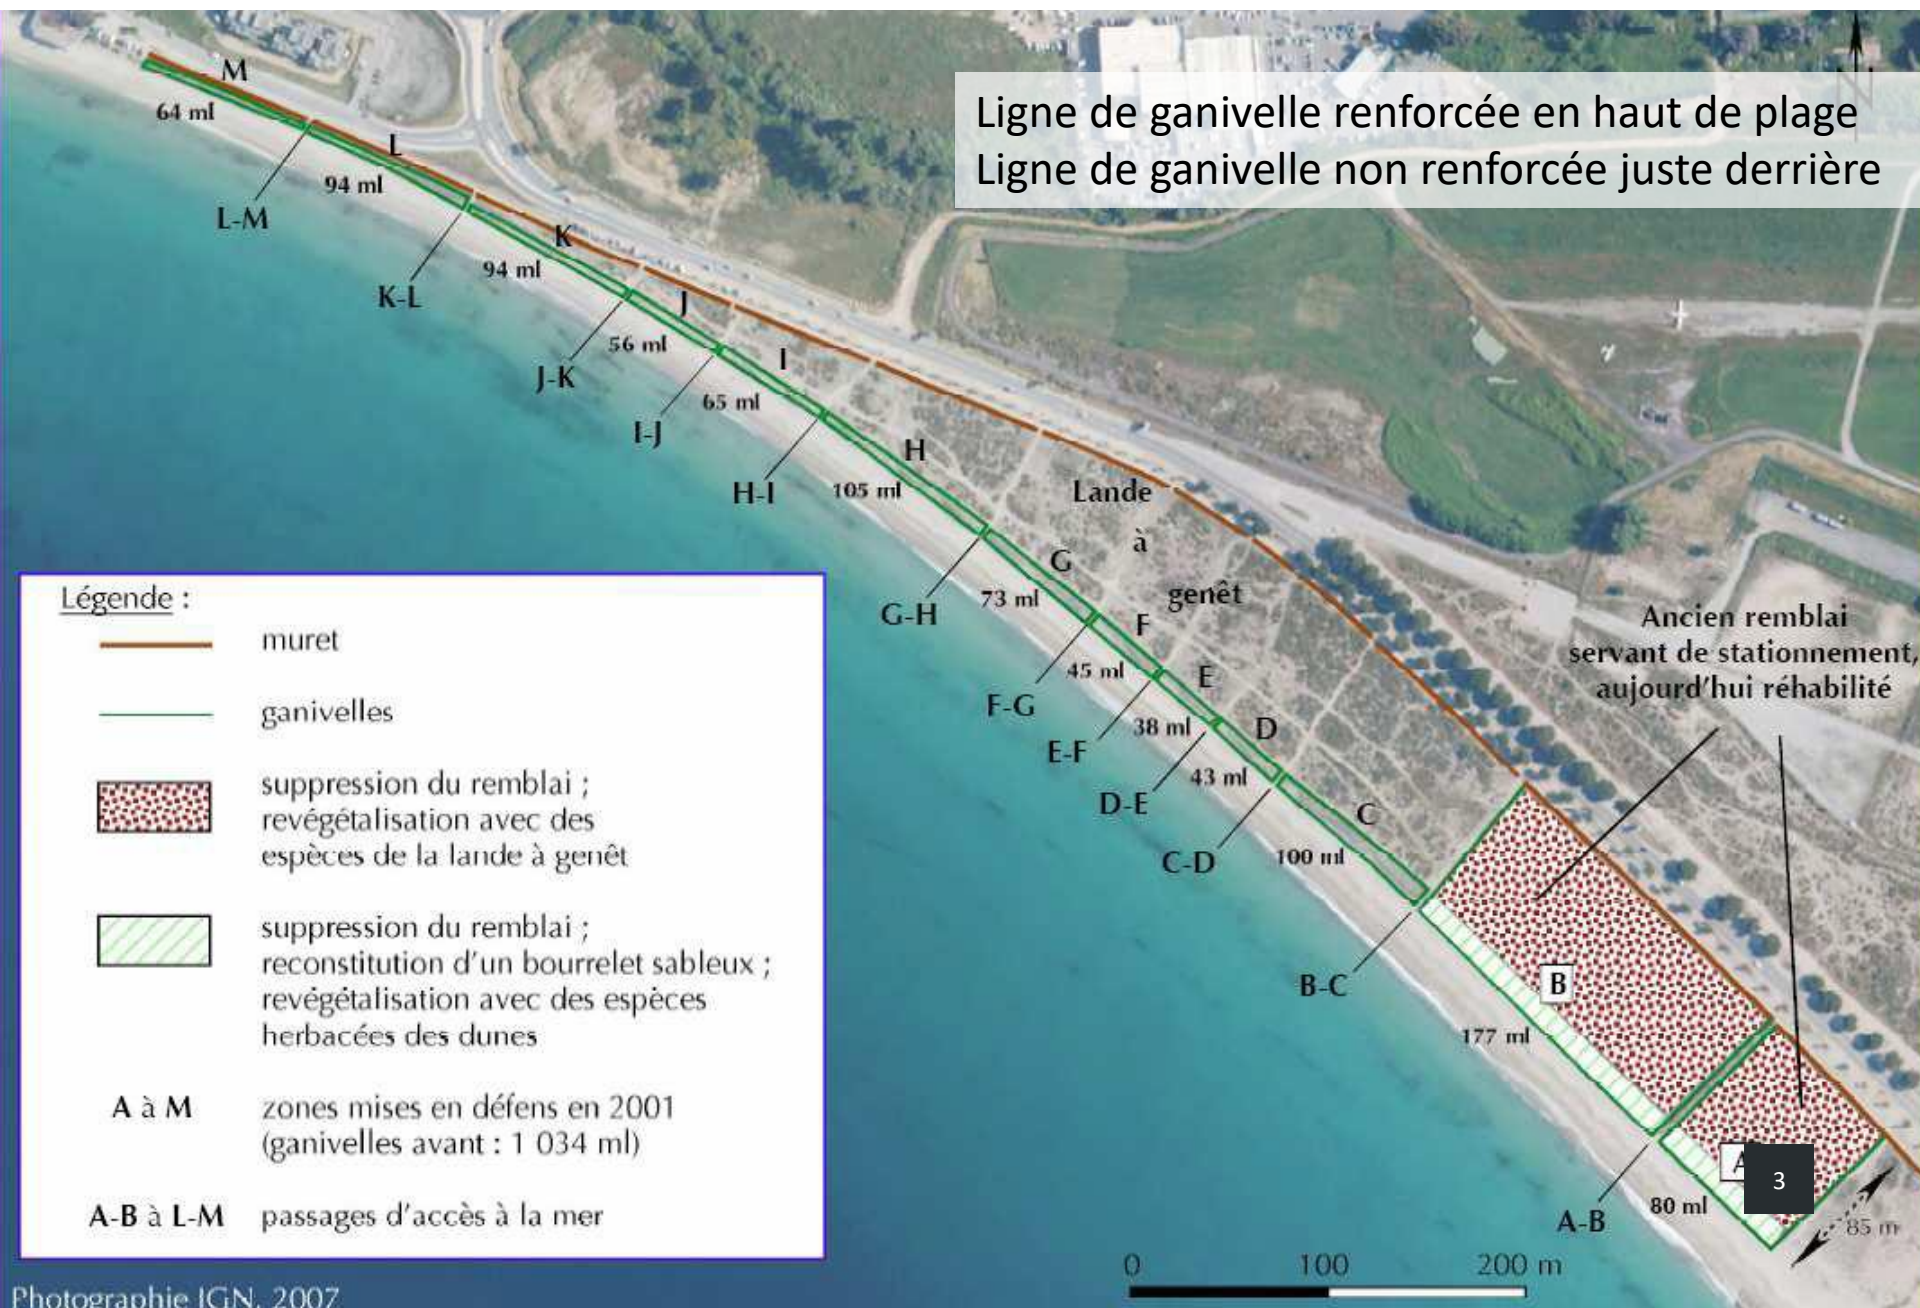 Ligne de ganivelle renforcée en haut de plage
Ligne de ganivelle non renforcée juste derrière
N
M
64 ml
L
94 ml
L-M
K
94 ml
K-L
J
56 ml
J-K
I
65 ml
I-J
H
105 ml
H-I
Lande
à
genêt
G
73 ml
G-H
F
45 ml
F-G
E
38 ml
E-F
D
43 ml
D-E
C
100 ml
C-D
Ancien remblai
servant de stationnement,
aujourd'hui réhabilité
B
B-C
177 ml
A
3
80 ml
A-B
85 m
Légende :
muret
ganivelles
suppression du remblai ;
revégétalisation avec des
espèces de la lande à genêt
suppression du remblai ;
reconstitution d'un bourrelet sableux ;
revégétalisation avec des espèces
herbacées des dunes
A à M zones mises en défens en 2001
(ganivelles avant : 1 034 ml)
A-B à L-M passages d'accès à la mer
0 100 200 m
Photographie IGN, 2007